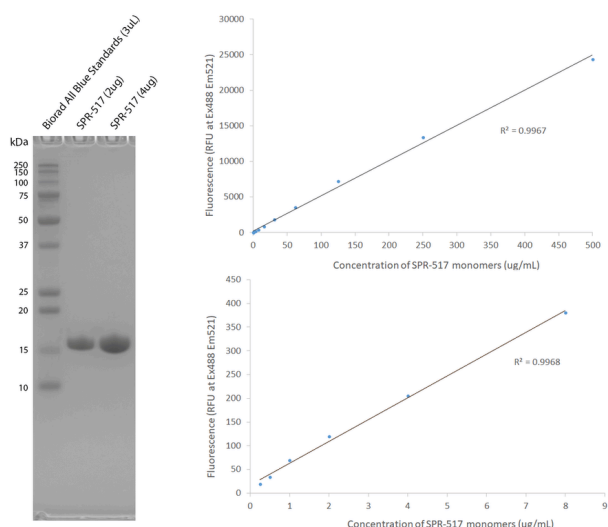 Biorad All Blue Standards (3uL)
SPR-517 (2ug)
SPR-517 (4ug)
kDa
250
150
100
75
50
37
25
20
15
10
Fluorescence (RFU at Ex488 Em521)
30000
25000
20000
15000
10000
5000
0
R² = 0.9967
0 50 100 150 200 250 300 350 400 450 500
Concentration of SPR-517 monomers (ug/mL)
Fluorescence (RFU at Ex488 Em521)
450
400
350
300
250
200
150
100
50
0
R² = 0.9968
0 1 2 3 4 5 6 7 8 9
Concentration of SPR-517 monomers (ug/mL)